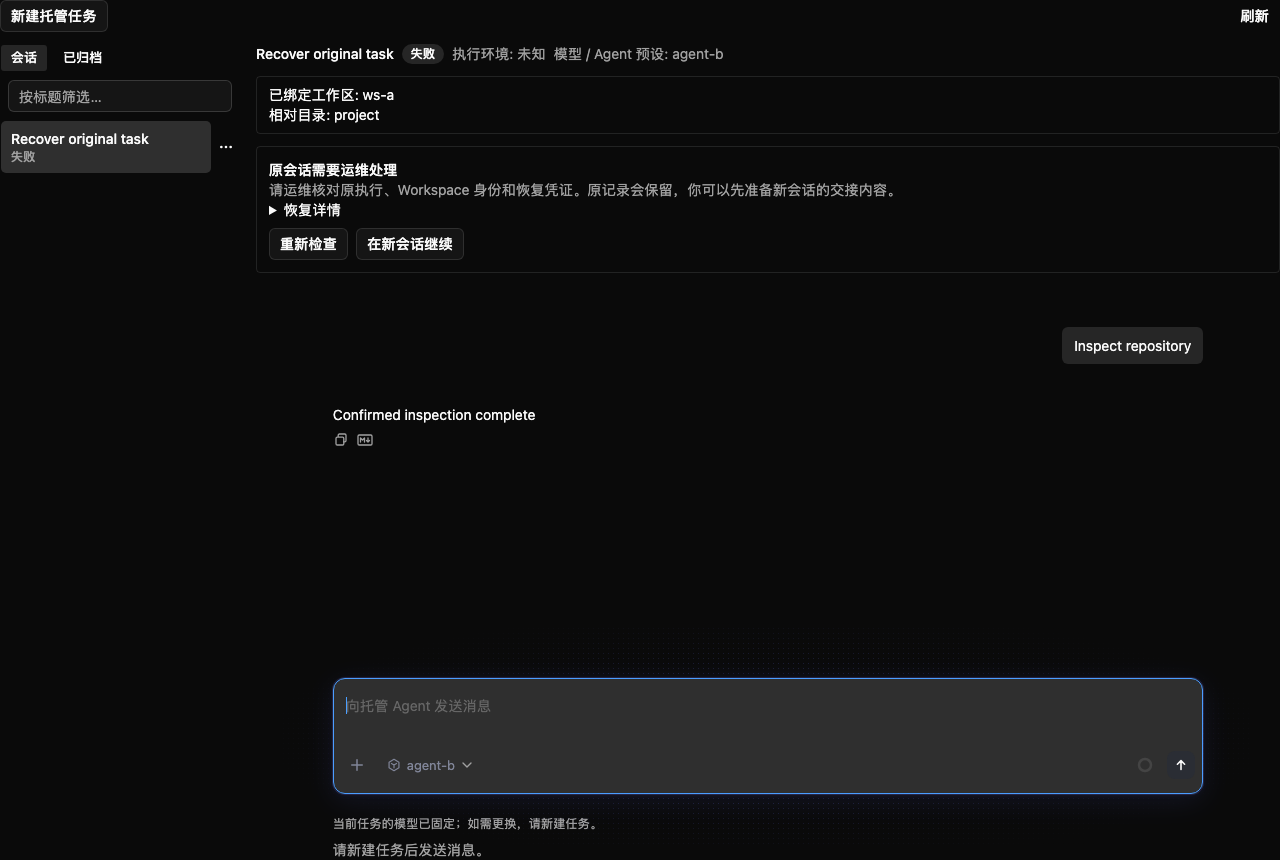 新建托管任务
刷新
会话
已归档
按标题筛选...
Recover original task
失败
...
Recover original task 失败 执行环境: 未知 模型 / Agent 预设: agent-b
已绑定工作区: ws-a
相对目录: project
原会话需要运维处理
请运维核对原执行、Workspace 身份和恢复凭证。原记录会保留，你可以先准备新会话的交接内容。
恢复详情
重新检查
在新会话继续
Inspect repository
Confirmed inspection complete
M↓
向托管 Agent 发送消息
agent-b
当前任务的模型已固定；如需更换，请新建任务。
请新建任务后发送消息。